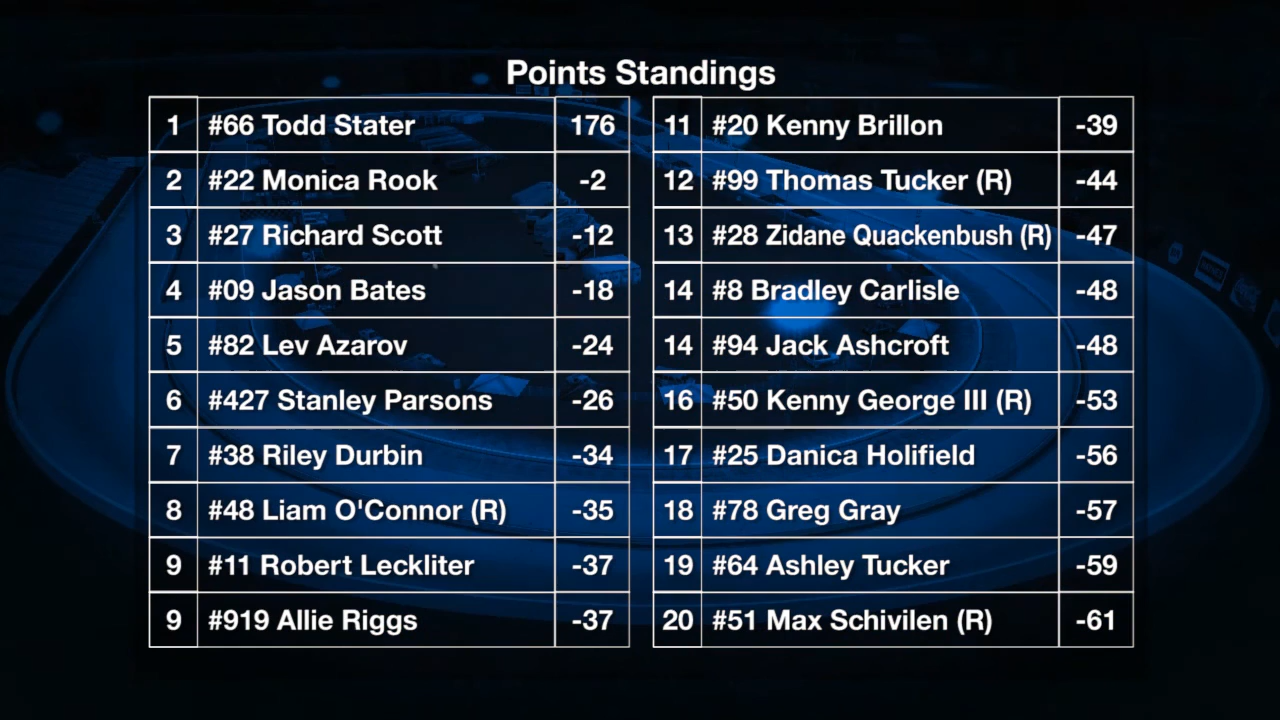 Points Standings
1 #66 Todd Stater 176
2 #22 Monica Rook -2
3 #27 Richard Scott -12
4 #09 Jason Bates -18
5 #82 Lev Azarov -24
6 #427 Stanley Parsons -26
7 #38 Riley Durbin -34
8 #48 Liam O'Connor (R) -35
9 #11 Robert Leckliter -37
9 #919 Allie Riggs -37
11 #20 Kenny Brillon -39
12 #99 Thomas Tucker (R) -44
13 #28 Zidane Quackenbush (R) -47
14 #8 Bradley Carlisle -48
14 #94 Jack Ashcroft -48
16 #50 Kenny George III (R) -53
17 #25 Danica Holifield -56
18 #78 Greg Gray -57
19 #64 Ashley Tucker -59
20 #51 Max Schivilen (R) -61